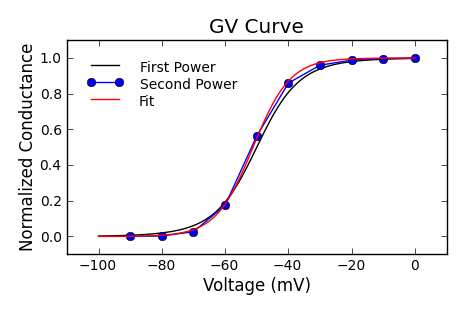 GV Curve
Normalized Conductance
1.0
0.8
0.6
0.4
0.2
0.0
First Power
Second Power
Fit
−100 −80 −60 −40 −20 0
Voltage (mV)